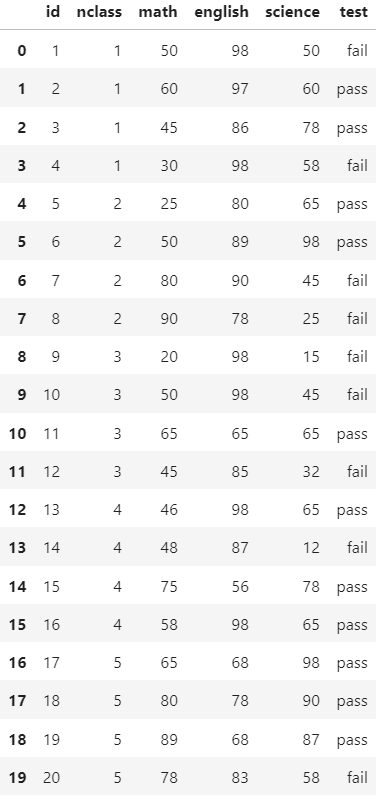 id nclass math english science test
0 1 1 50 98 50 fail
1 2 1 60 97 60 pass
2 3 1 45 86 78 pass
3 4 1 30 98 58 fail
4 5 2 25 80 65 pass
5 6 2 50 89 98 pass
6 7 2 80 90 45 fail
7 8 2 90 78 25 fail
8 9 3 20 98 15 fail
9 10 3 50 98 45 fail
10 11 3 65 65 65 pass
11 12 3 45 85 32 fail
12 13 4 46 98 65 pass
13 14 4 48 87 12 fail
14 15 4 75 56 78 pass
15 16 4 58 98 65 pass
16 17 5 65 68 98 pass
17 18 5 80 78 90 pass
18 19 5 89 68 87 pass
19 20 5 78 83 58 fail